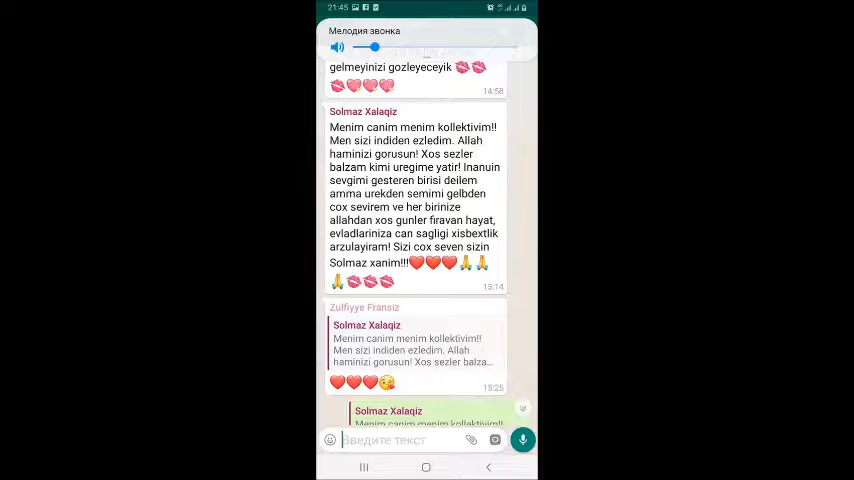 21:45
Мелодия звонка
gelmeyinizi gozleyeceyik 💋💋
💋💘💘💘
14:58
Solmaz Xalaqiz
Menim canim menim kollektivim!!
Men sizi indiden ezledim. Allah
haminizi gorusun! Xos sezler
balzam kimi uregime yatir! Inanuin
sevgimi gesteren birisi deilem
amma urekden semimi gelbden
cox sevirem ve her birinize
allahdan xos gunler firavan hayat,
evladlariniza can sagligi xisbextlik
arzulayiram! Sizi cox seven sizin
Solmaz xanim!!!❤️❤️❤️🙏🙏
🙏💋💋💋
15:14
Zulfiyye Fransiz
Solmaz Xalaqiz
Menim canim menim kollektivim!!
Men sizi indiden ezledim. Allah
haminizi gorusun! Xos sezler balza...
❤️❤️❤️😘
15:25
Solmaz Xalaqiz
Menim canim menim kollektivim!!
Введите текст